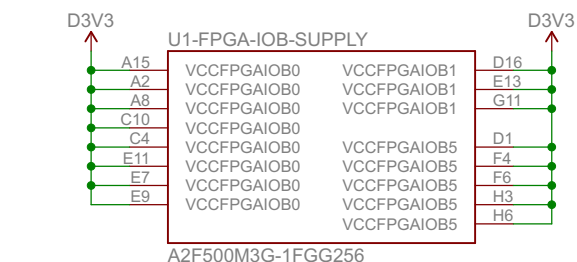 D3V3 D3V3
U1-FPGA-IOB-SUPPLY
A15 VCCFPGAIOB0 VCCFPGAIOB1 D16
A2 VCCFPGAIOB0 VCCFPGAIOB1 E13
A8 VCCFPGAIOB0 VCCFPGAIOB1 G11
C10 VCCFPGAIOB0
C4 VCCFPGAIOB0 VCCFPGAIOB5 D1
E11 VCCFPGAIOB0 VCCFPGAIOB5 F4
E7 VCCFPGAIOB0 VCCFPGAIOB5 F6
E9 VCCFPGAIOB0 VCCFPGAIOB5 H3
VCCFPGAIOB5 H6
A2F500M3G-1FGG256